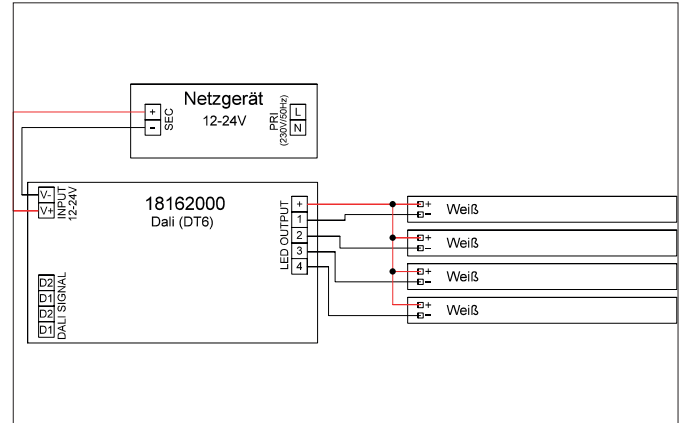 Netzgerät
12-24V
+
-
SEC
PRI
(230V/50Hz)
L
N
V-
V+
INPUT
12-24V
18162000
Dali (DT6)
D2
D1
D2
D1
DALI SIGNAL
LED OUTPUT
+
1
2
3
4
+
-
Weiß
+
-
Weiß
+
-
Weiß
+
-
Weiß